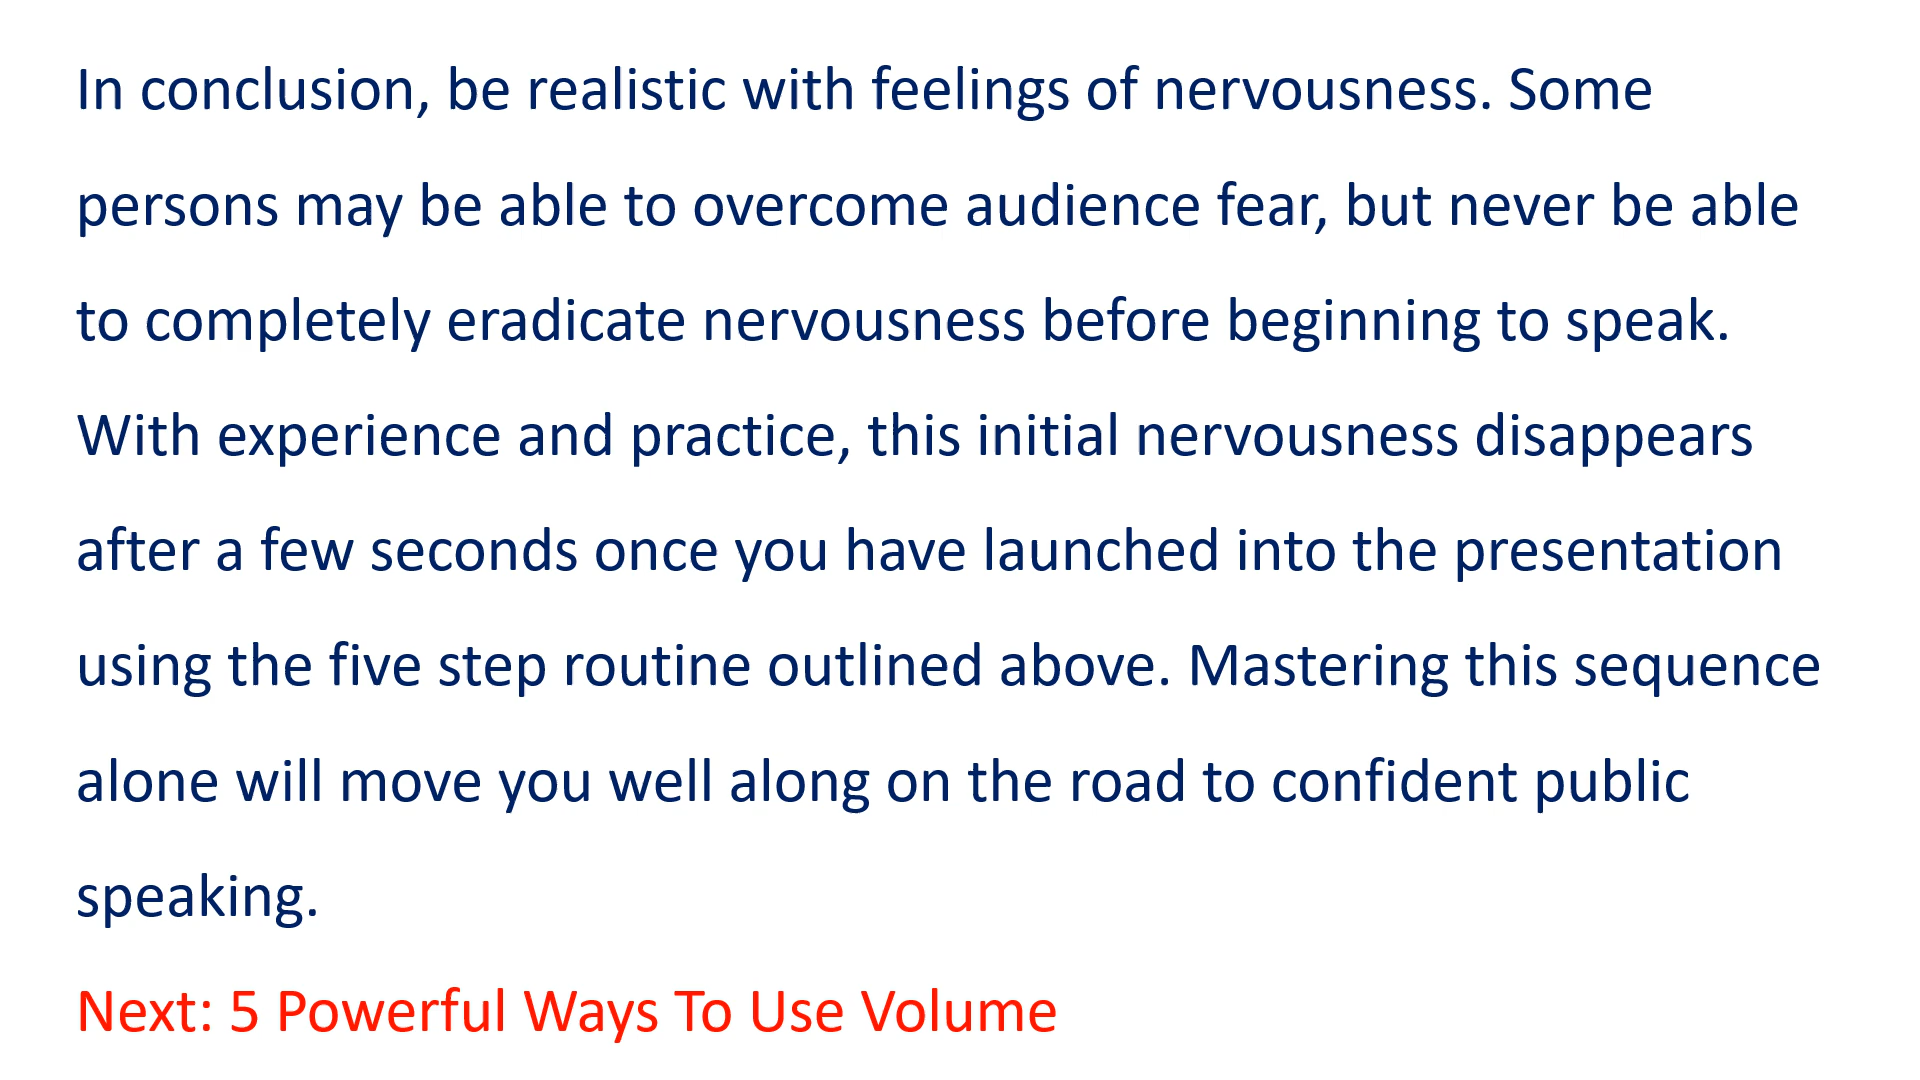 In conclusion, be realistic with feelings of nervousness. Some
persons may be able to overcome audience fear, but never be able
to completely eradicate nervousness before beginning to speak.
With experience and practice, this initial nervousness disappears
after a few seconds once you have launched into the presentation
using the five step routine outlined above. Mastering this sequence
alone will move you well along on the road to confident public
speaking.
Next: 5 Powerful Ways To Use Volume